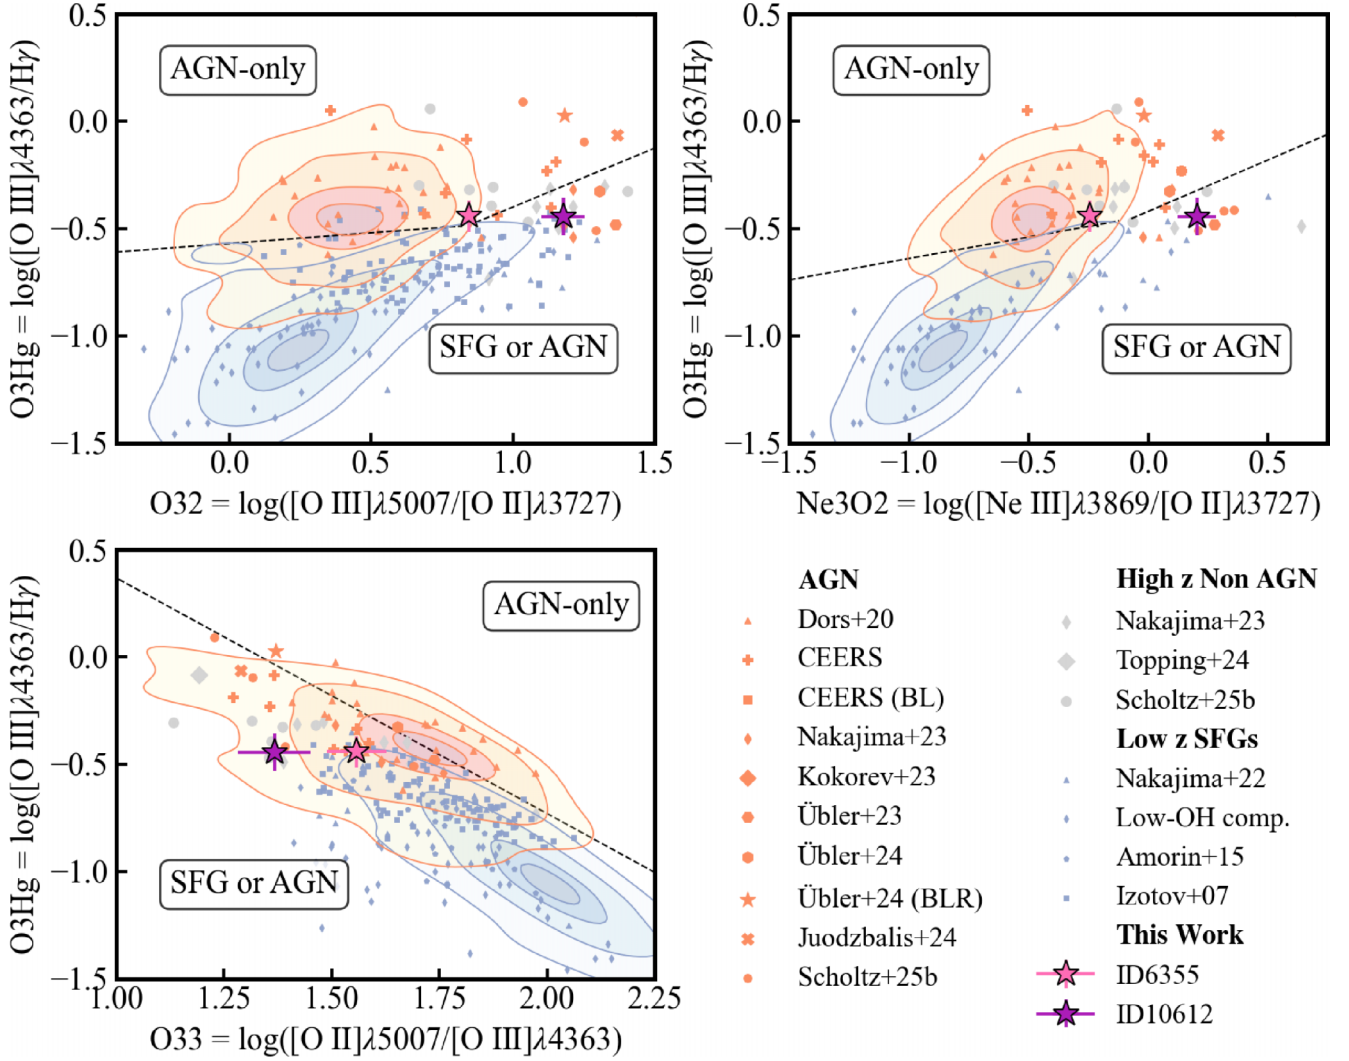 0.5
0.0
−0.5
−1.0
−1.5
O3Hg = log([O III]λ4363/Hγ)
AGN-only
SFG or AGN
0.0 0.5 1.0 1.5
O32 = log([O III]λ5007/[O II]λ3727)
0.5
0.0
−0.5
−1.0
−1.5
O3Hg = log([O III]λ4363/Hγ)
AGN-only
SFG or AGN
−1.5 −1.0 −0.5 0.0 0.5
Ne3O2 = log([Ne III]λ3869/[O II]λ3727)
0.5
0.0
−0.5
−1.0
−1.5
O3Hg = log([O III]λ4363/Hγ)
AGN-only
SFG or AGN
1.00 1.25 1.50 1.75 2.00 2.25
O33 = log([O II]λ5007/[O III]λ4363)
AGN
Dors+20
CEERS
CEERS (BL)
Nakajima+23
Kokorev+23
Übler+23
Übler+24
Übler+24 (BLR)
Juodzbalis+24
Scholtz+25b
High z Non AGN
Nakajima+23
Topping+24
Scholtz+25b
Low z SFGs
Nakajima+22
Low-OH comp.
Amorin+15
Izotov+07
This Work
ID6355
ID10612